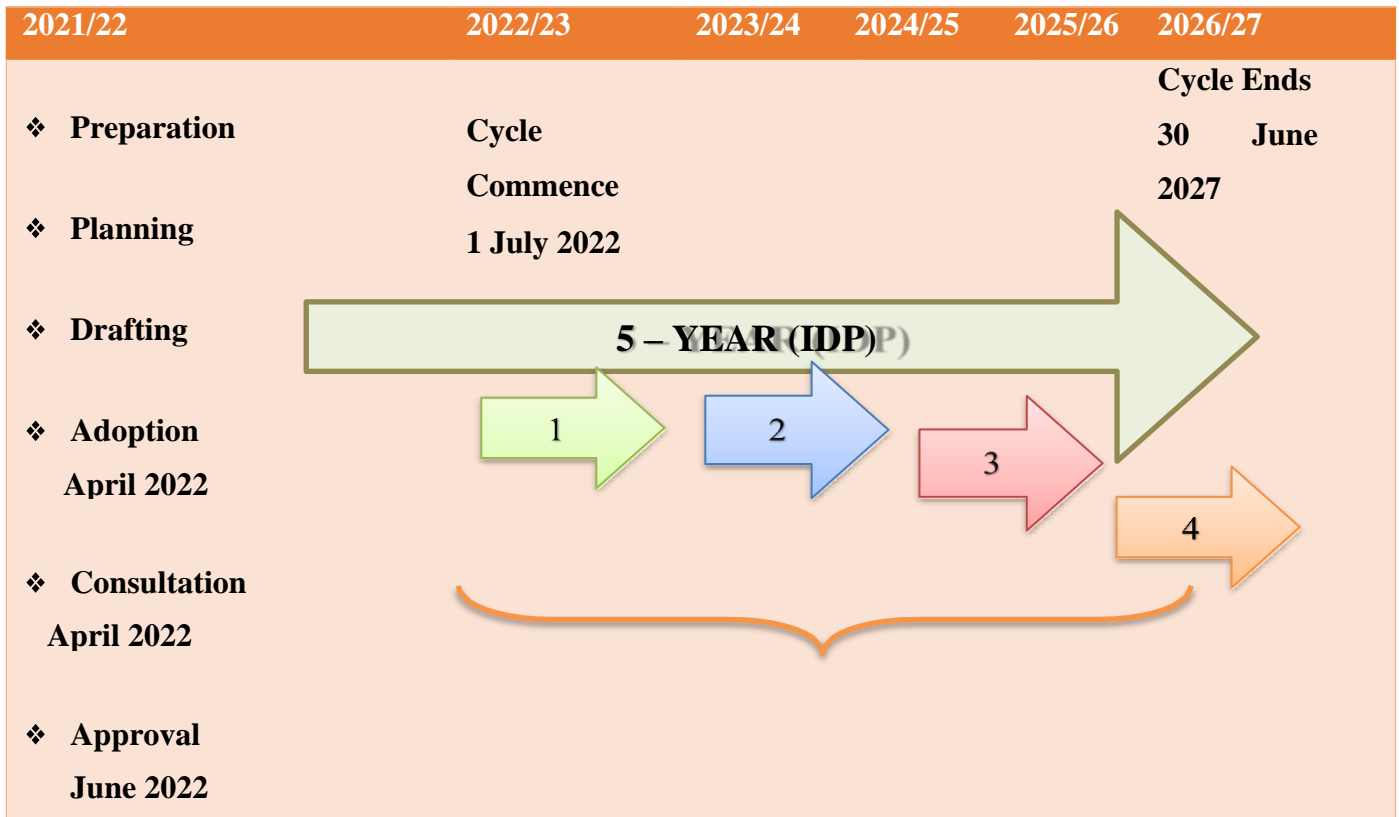 2021/22 2022/23 2023/24 2024/25 2025/26 2026/27
❖ Preparation
❖ Planning
❖ Drafting
❖ Adoption
April 2022
❖ Consultation
April 2022
❖ Approval
June 2022
Cycle
Commence
1 July 2022
Cycle Ends
30 June
2027
5 – YEAR (IDP)
1
2
3
4